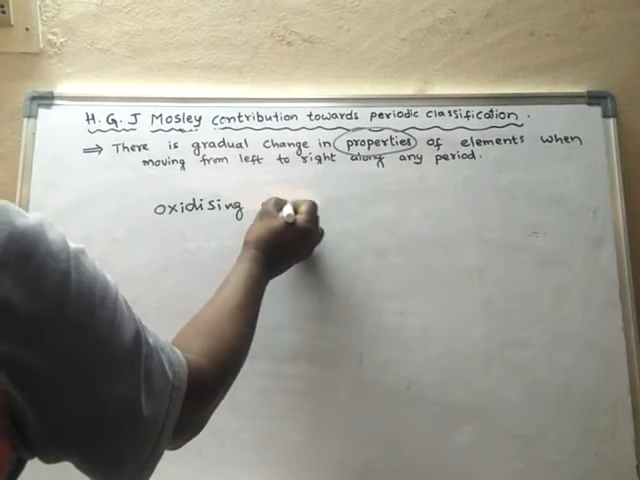 H.G.J Mosley contribution towards periodic classification.
⇒ There is gradual change in properties of elements when
moving from left to right along any period.
oxidising